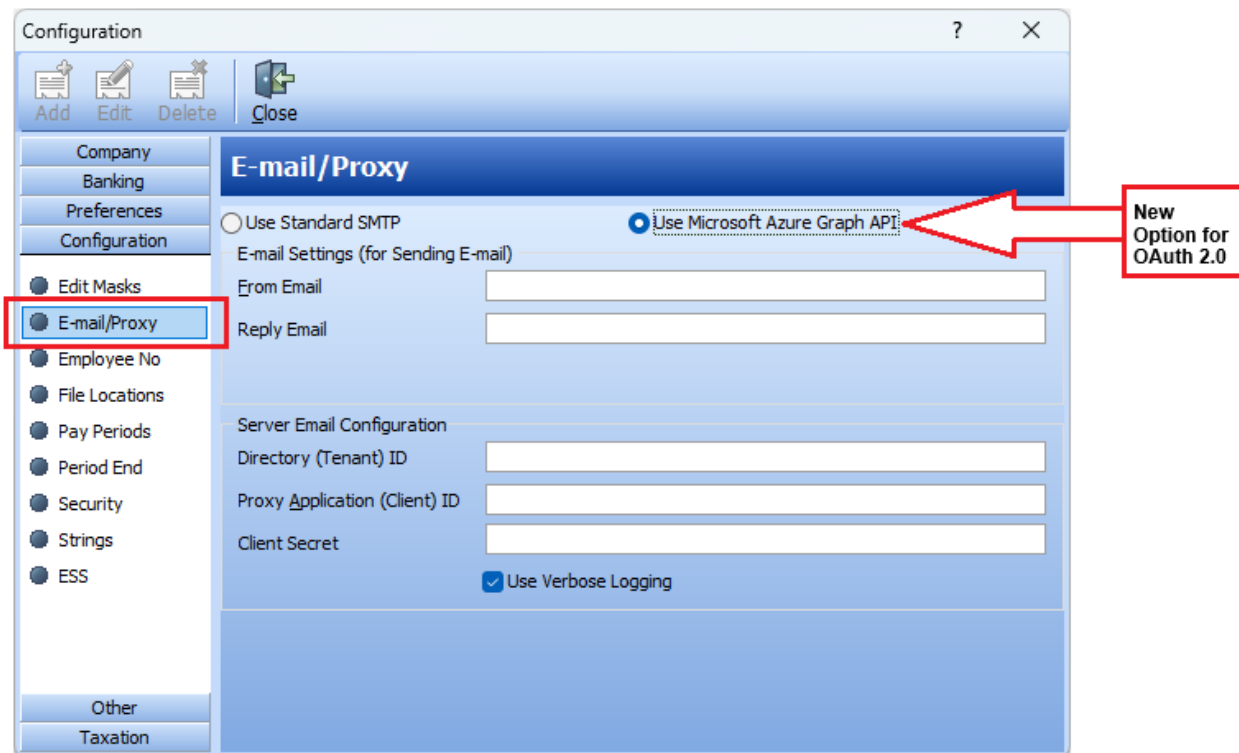 Configuration
?
Add Edit Delete Close
Company
Banking
Preferences
Configuration
Edit Masks
E-mail/Proxy
Employee No
File Locations
Pay Periods
Period End
Security
Strings
ESS
Other
Taxation
E-mail/Proxy
Use Standard SMTP Use Microsoft Azure Graph API
E-mail Settings (for Sending E-mail)
From Email
Reply Email
Server Email Configuration
Directory (Tenant) ID
Proxy Application (Client) ID
Client Secret
Use Verbose Logging
New
Option for
OAuth 2.0